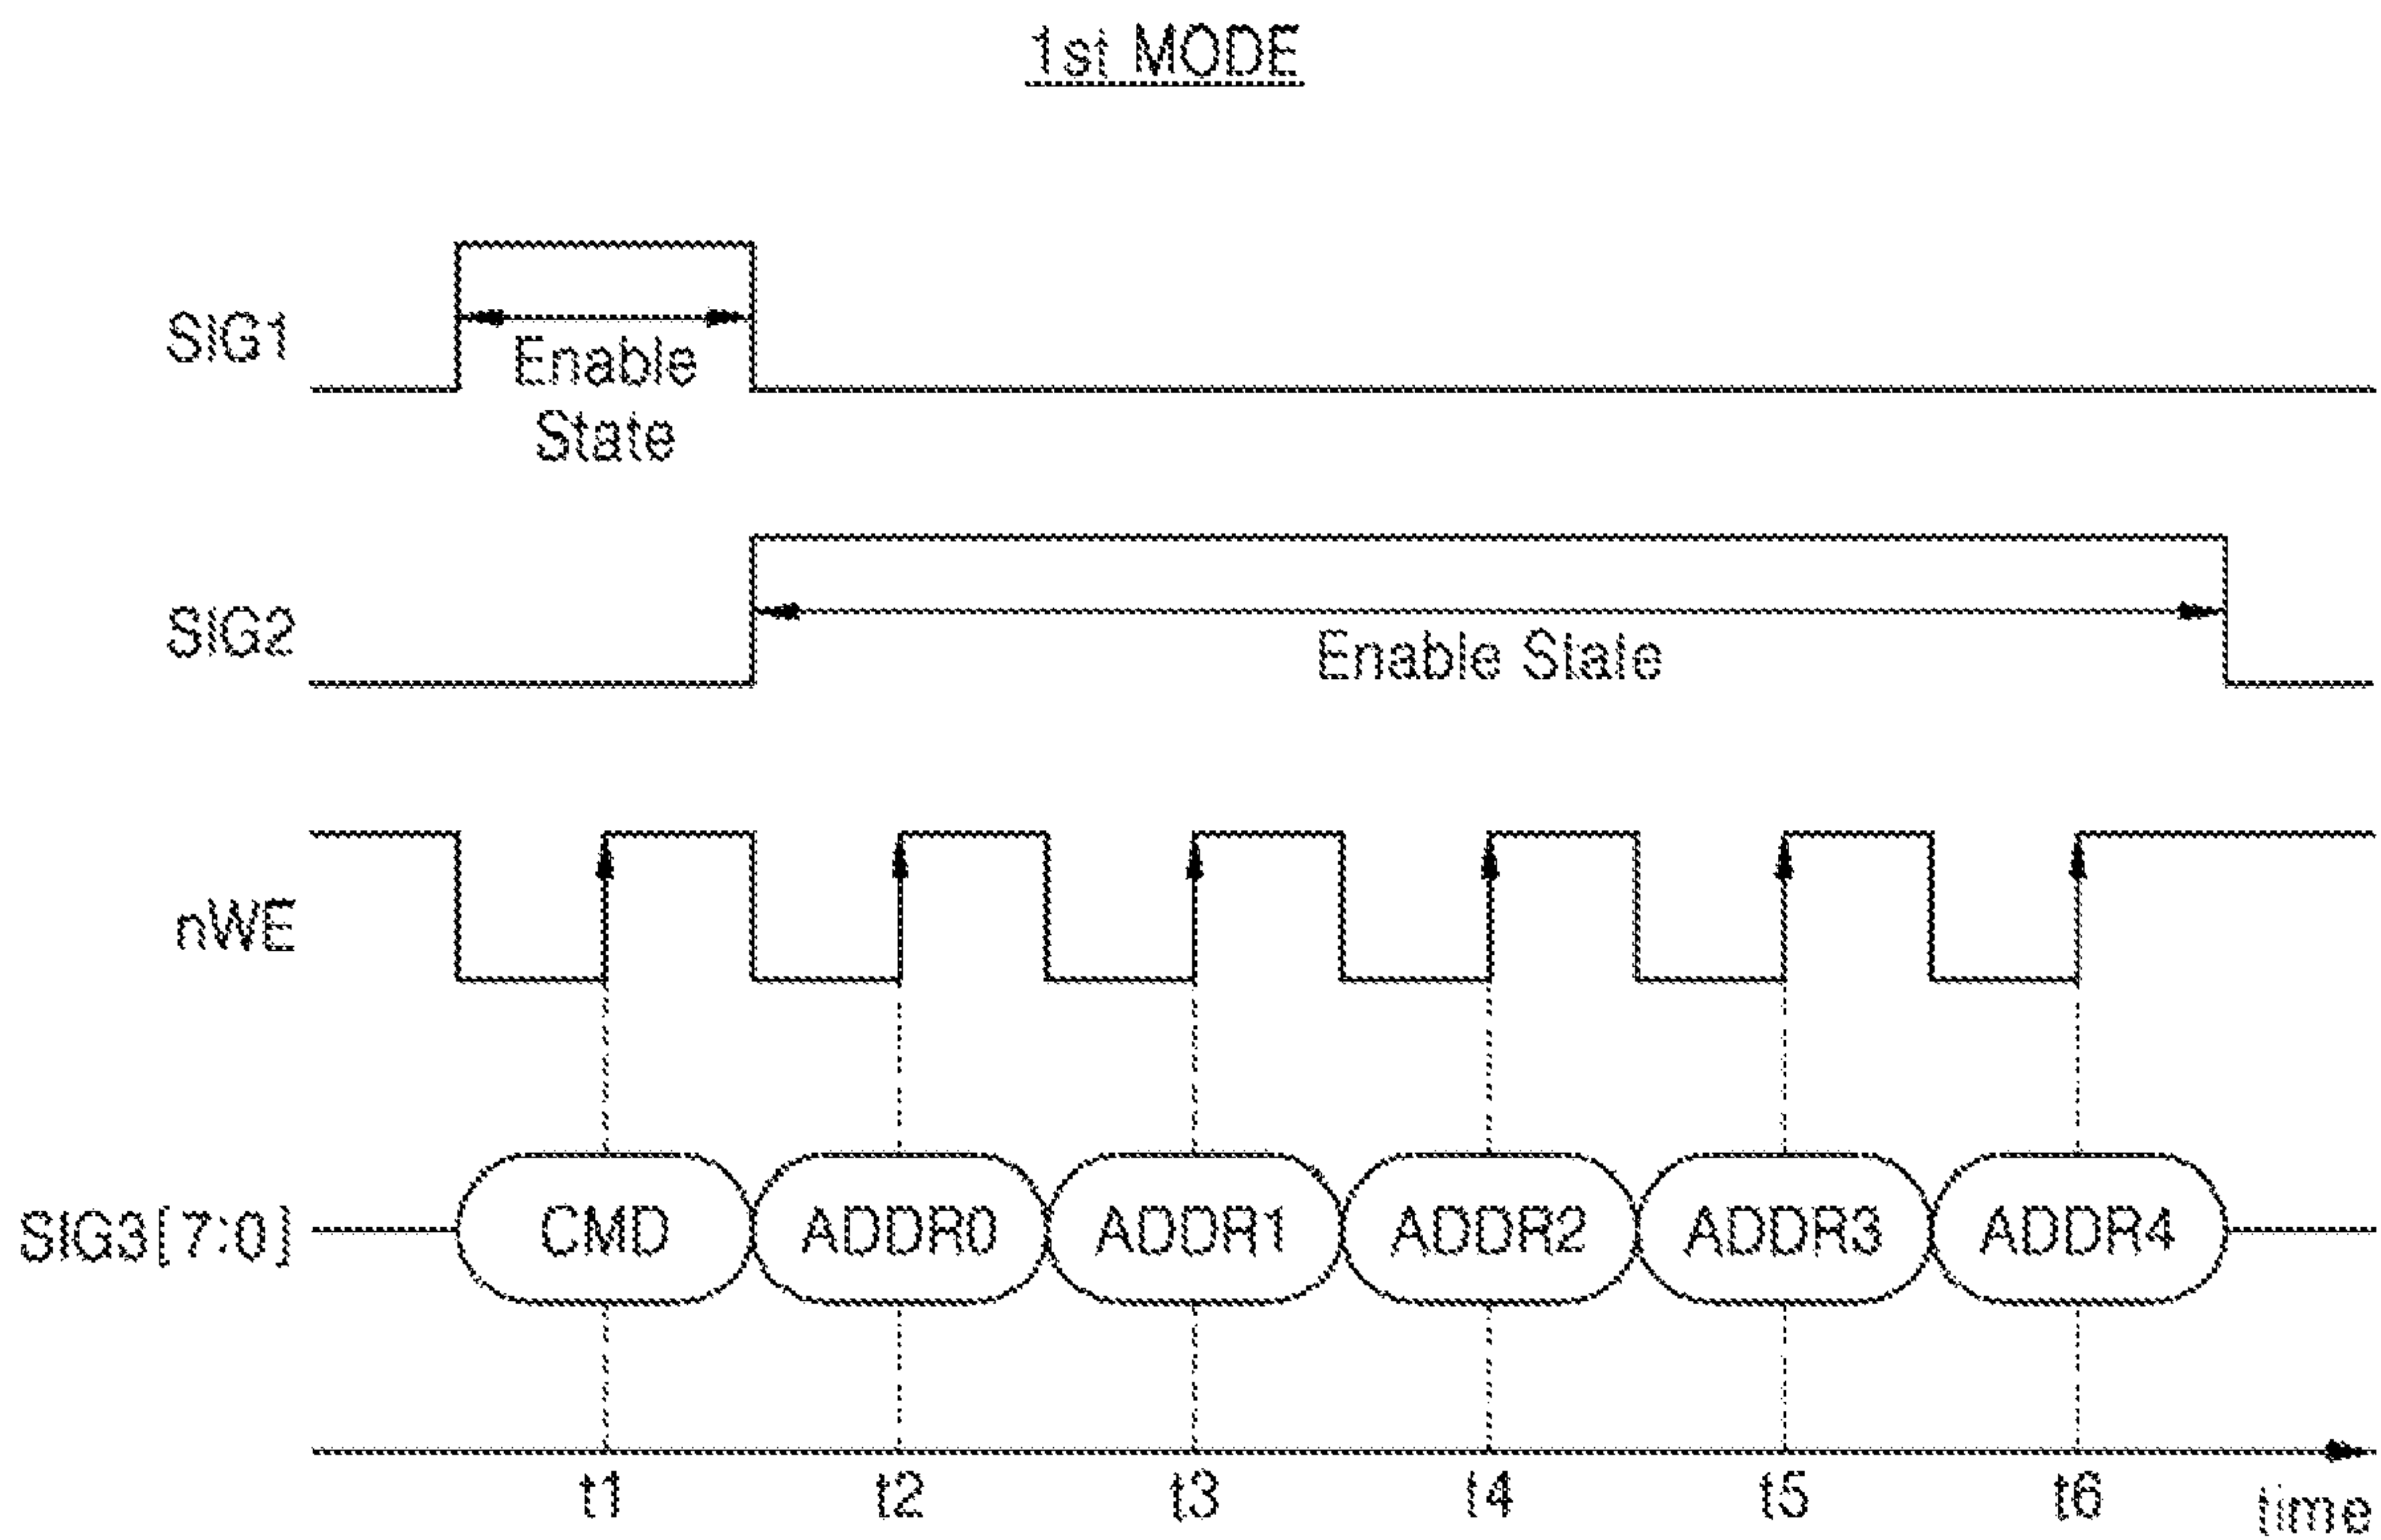 1st MODE
SIG1
Enable
State
SIG2
Enable State
nWE
SIG3[7:0]
CMD
ADDR0
ADDR1
ADDR2
ADDR3
ADDR4
t1
t2
t3
t4
t5
t6
time